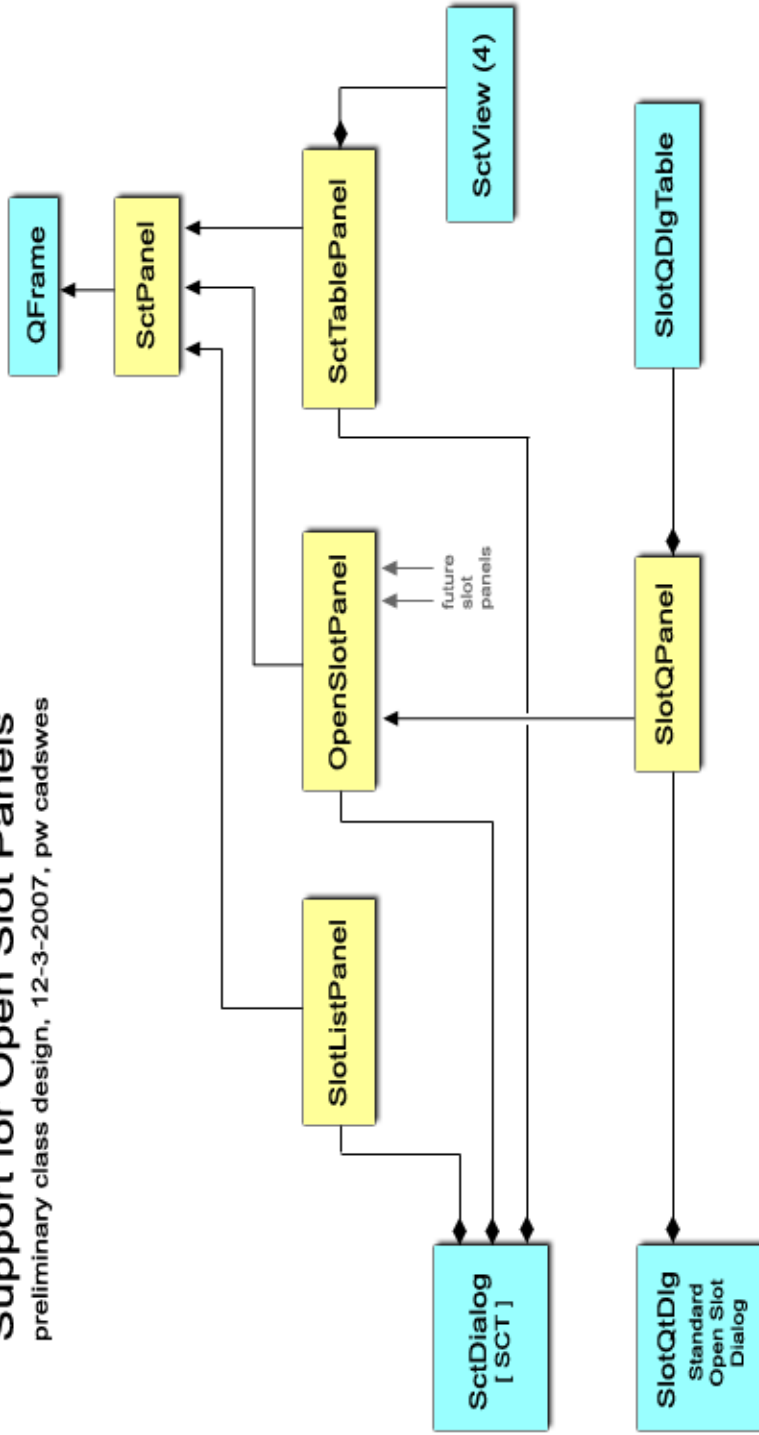 Support for Open Slot Panels
preliminary class design, 12-3-2007, pw cadswes
QFrame
SctPanel
SlotListPanel
OpenSlotPanel
SctTablePanel
future
slot
panels
SctDialog
[ SCT ]
SctView (4)
SlotQtDlg
Standard
Open Slot
Dialog
SlotQPanel
SlotQDlgTable